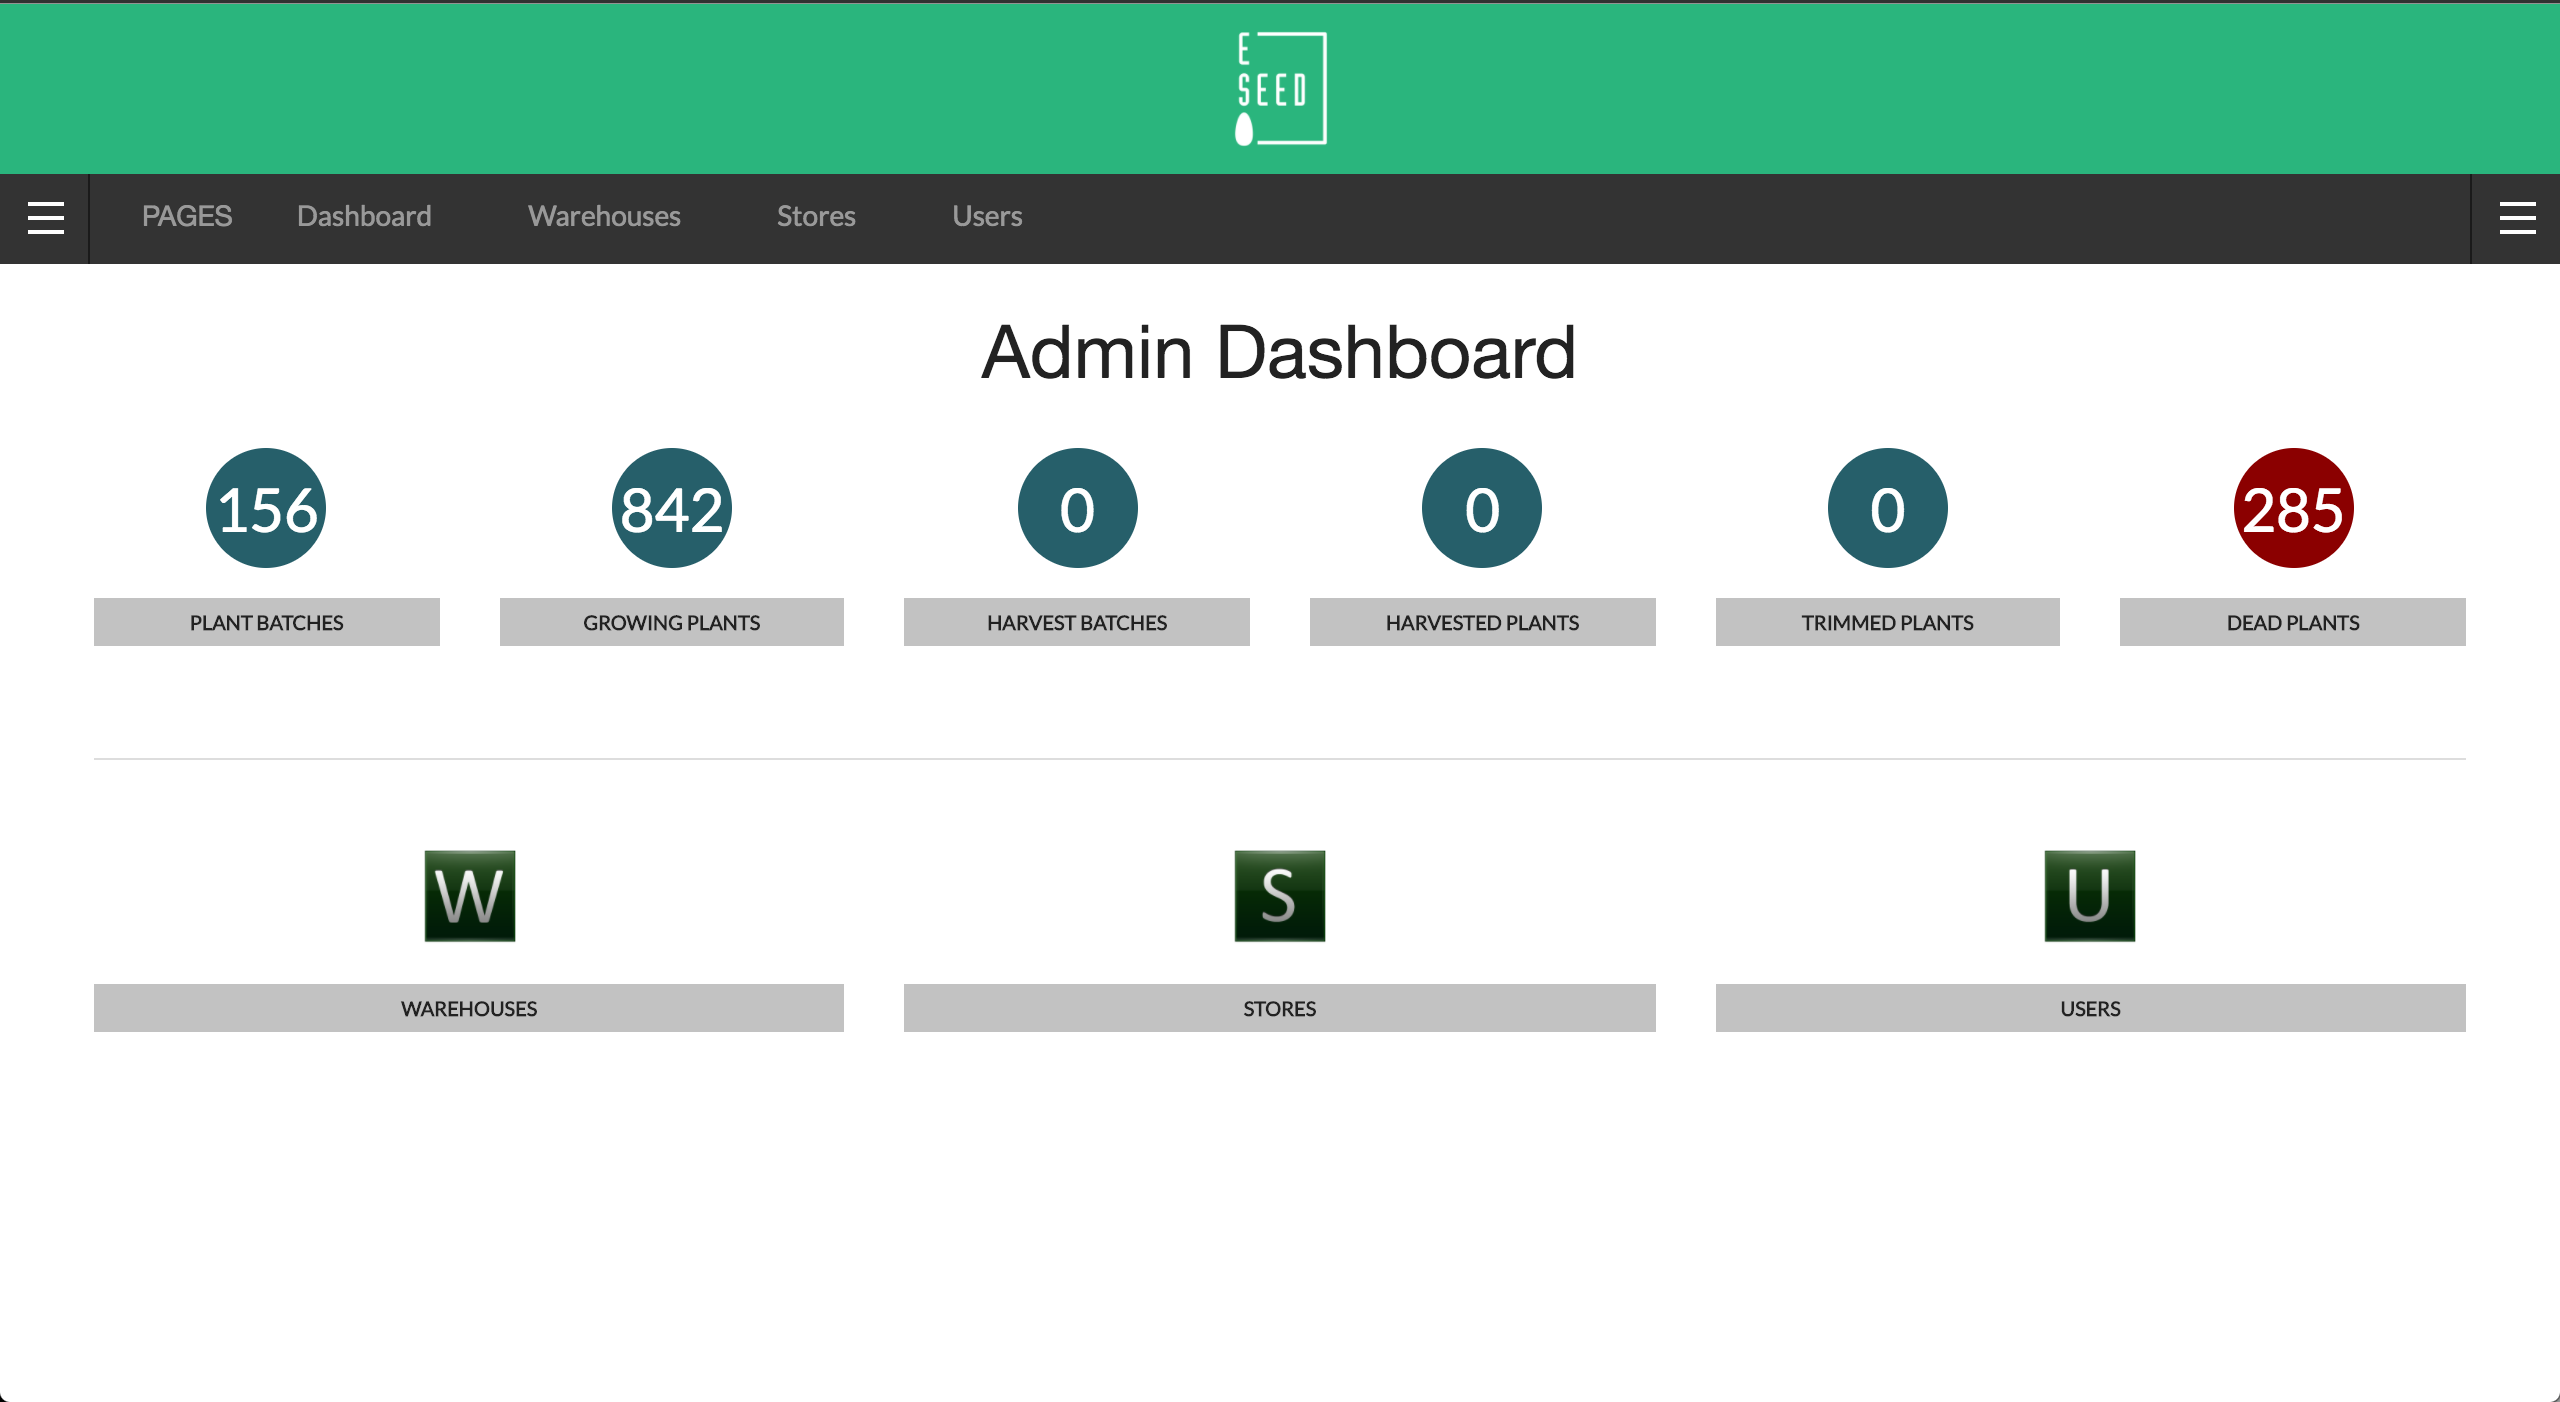 E
SEED
PAGES Dashboard Warehouses Stores Users
Admin Dashboard
156 842 0 0 0 285
PLANT BATCHES GROWING PLANTS HARVEST BATCHES HARVESTED PLANTS TRIMMED PLANTS DEAD PLANTS
W S U
WAREHOUSES STORES USERS